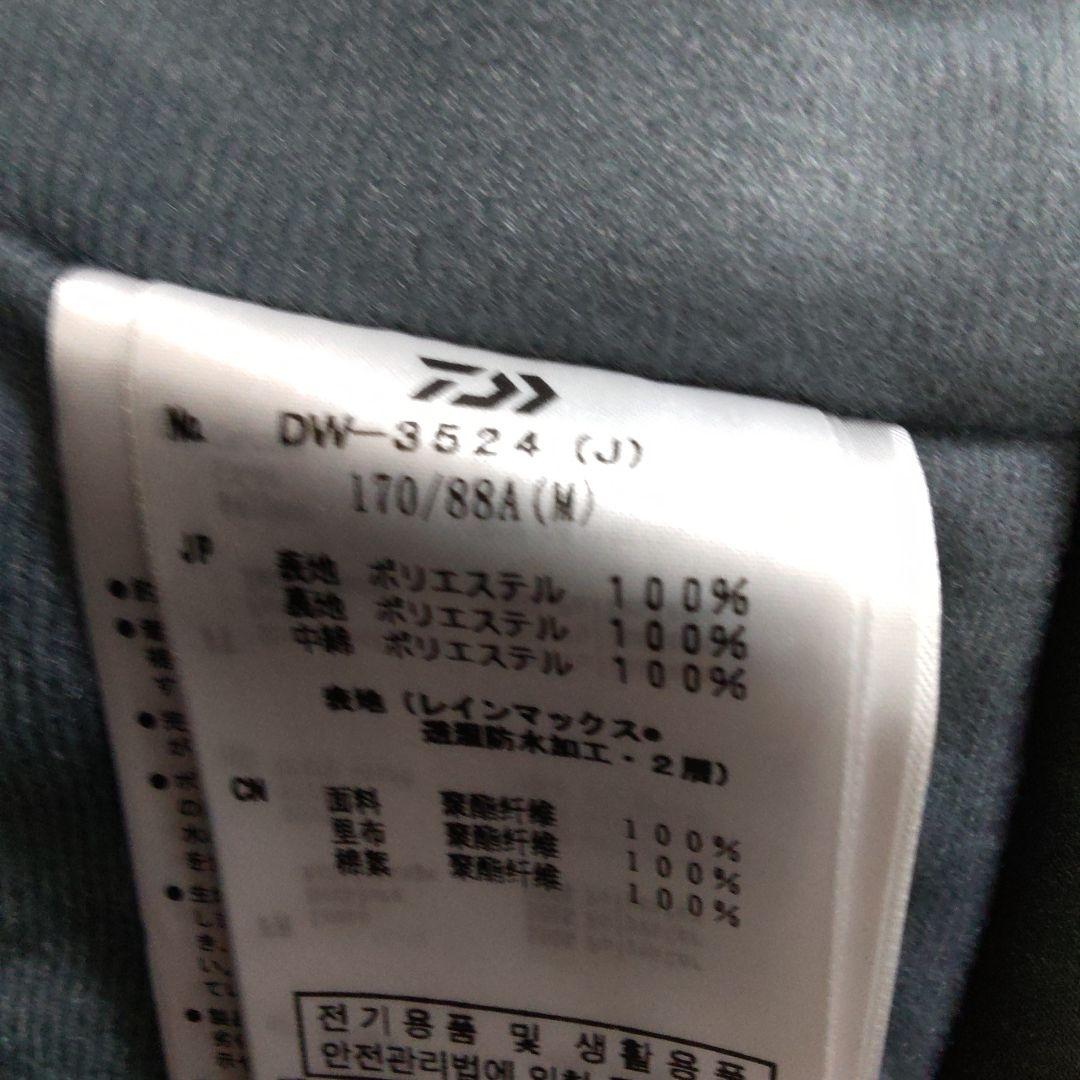 No. DW-3524 (J)
170/88A(M)
JP
表地 ポリエステル 100%
裏地 ポリエステル 100%
中綿 ポリエステル 100%
表地 (レインマックス®
透湿防水加工・2層)
CN
面料 聚酯纤维 100%
里布 聚酯纤维 100%
棉絮 聚酯纤维 100%
전기용품 및 생활용품
안전관리법에 의한